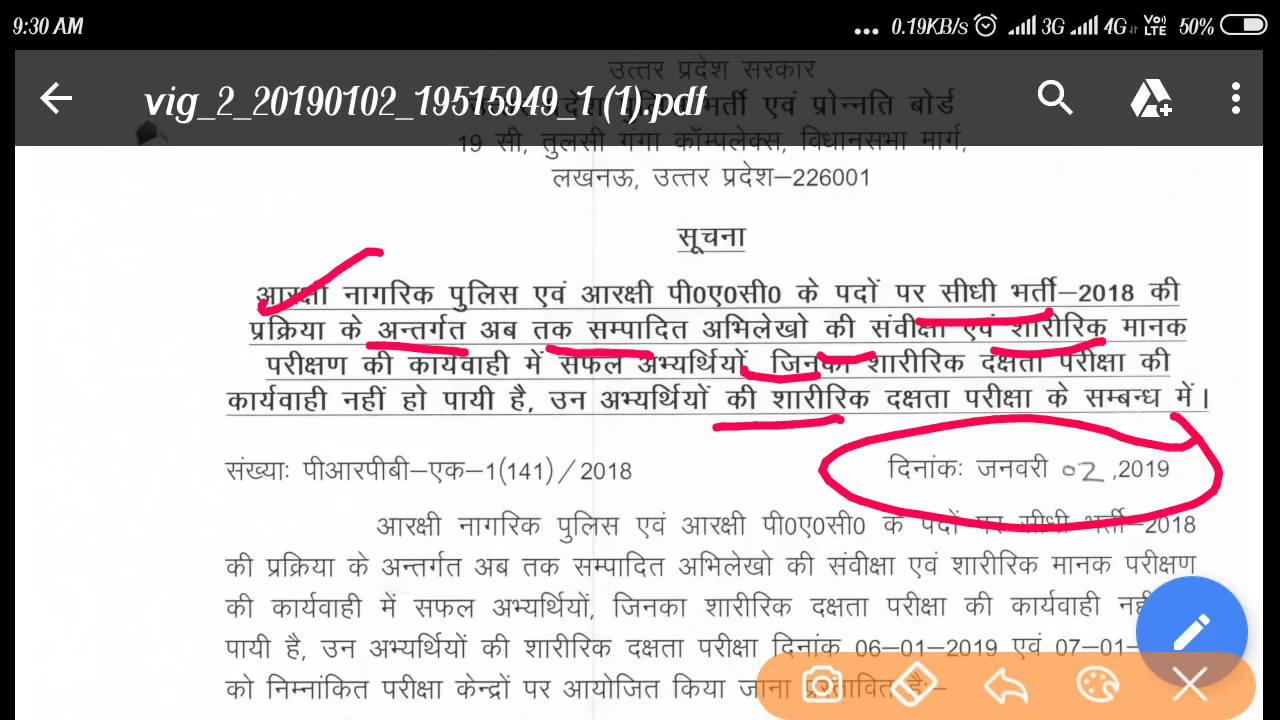 9:30 AM
... 0.19KB/s 3G 4G VoLTE 50%
उत्तर प्रदेश सरकार
vig_2_20190102_19515949_1 (1).pdf
भर्ती एवं प्रोन्नति बोर्ड
19 सी, तुलसी गंगा कॉम्पलेक्स, विधानसभा मार्ग,
लखनऊ, उत्तर प्रदेश–226001
सूचना
आरक्षी नागरिक पुलिस एवं आरक्षी पी0ए0सी0 के पदों पर सीधी भर्ती–2018 की
प्रक्रिया के अन्तर्गत अब तक सम्पादित अभिलेखो की संवीक्षा एवं शारीरिक मानक
परीक्षण की कार्यवाही में सफल अभ्यर्थियों, जिनका शारीरिक दक्षता परीक्षा की
कार्यवाही नहीं हो पायी है, उन अभ्यर्थियों की शारीरिक दक्षता परीक्षा के सम्बन्ध में।
संख्याः पीआरपीबी–एक–1(141)/2018 दिनांकः जनवरी 02 ,2019
आरक्षी नागरिक पुलिस एवं आरक्षी पी0ए0सी0 के पदों पर सीधी भर्ती–2018
की प्रक्रिया के अन्तर्गत अब तक सम्पादित अभिलेखो की संवीक्षा एवं शारीरिक मानक परीक्षण
की कार्यवाही में सफल अभ्यर्थियों, जिनका शारीरिक दक्षता परीक्षा की कार्यवाही
पायी है, उन अभ्यर्थियों की शारीरिक दक्षता परीक्षा दिनांक 06–01–2019 एवं 07–01–
को निम्नांकित परीक्षा केन्द्रों पर आयोजित किया जाना प्रस्तावित है:–